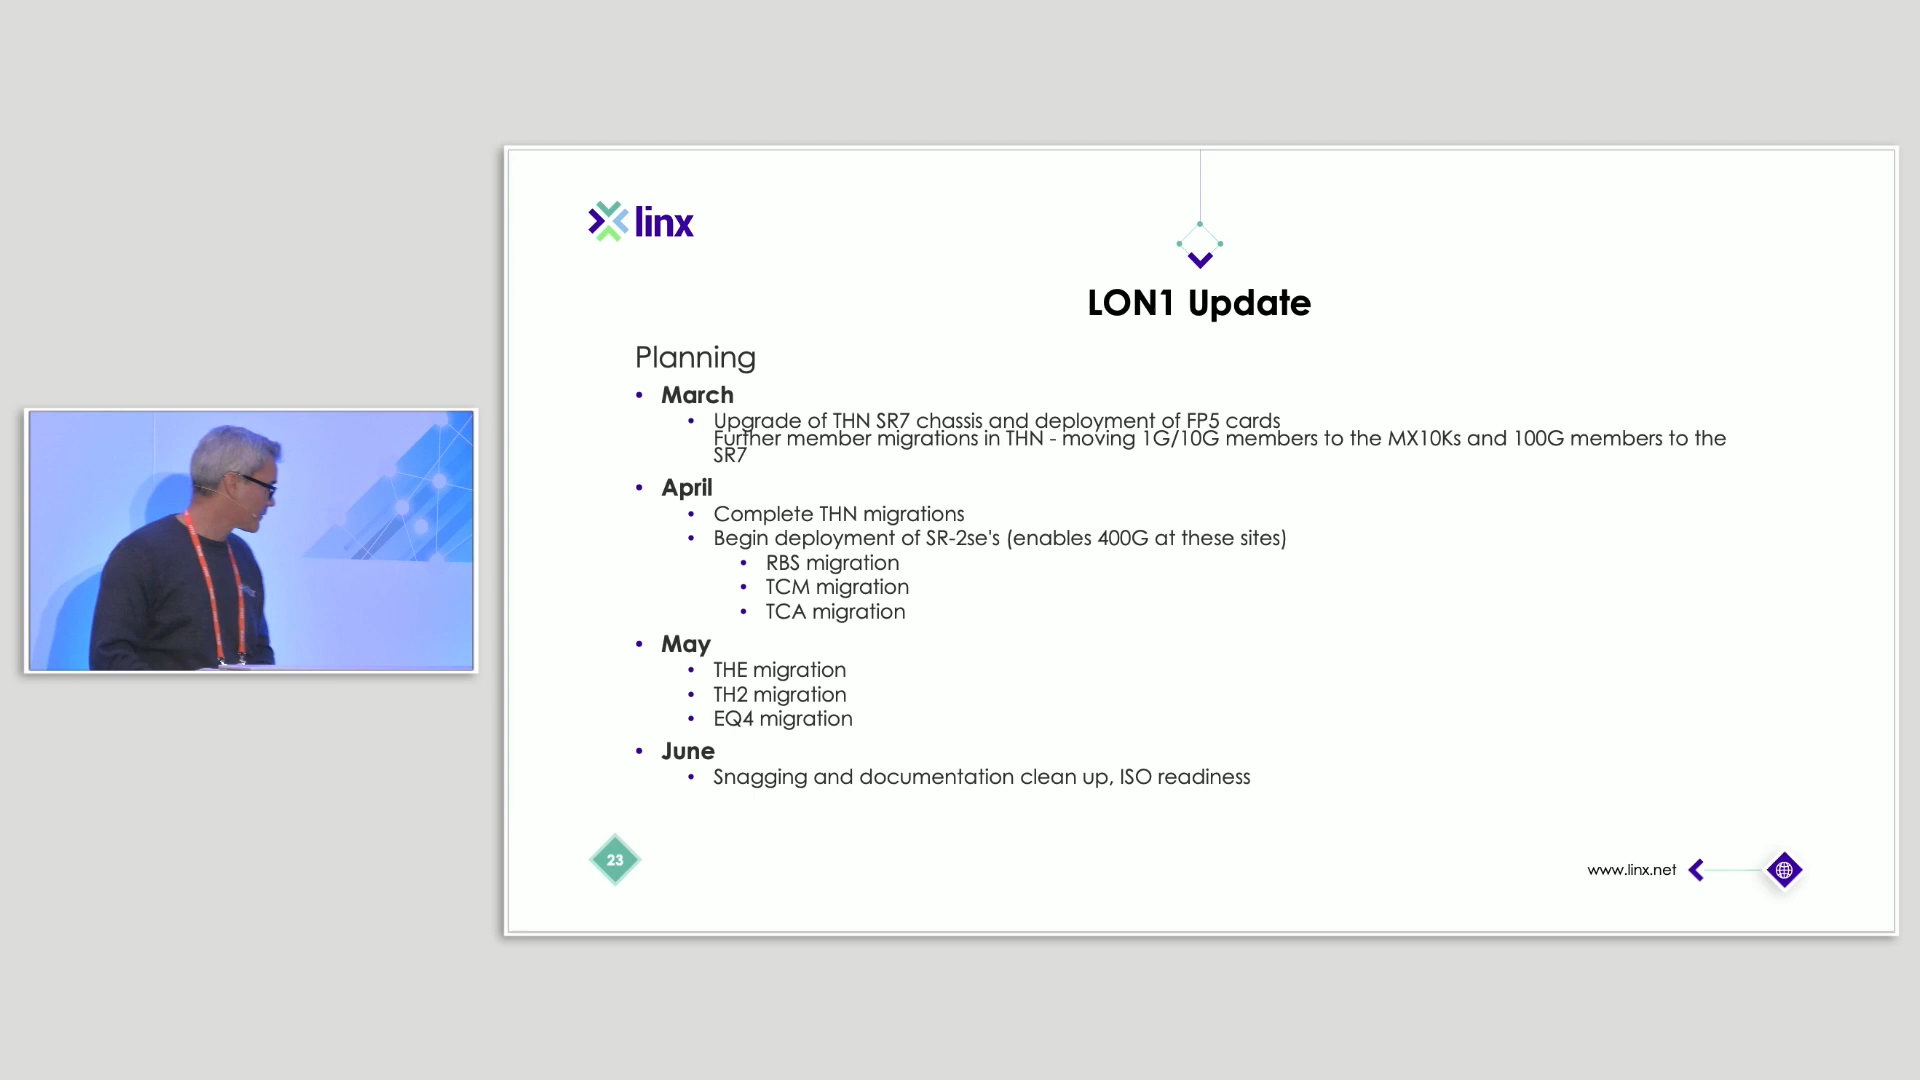 linx
LON1 Update
Planning
• March
• Upgrade of THN SR7 chassis and deployment of FP5 cards
Further member migrations in THN - moving 1G/10G members to the MX10Ks and 100G members to the
SR7
• April
• Complete THN migrations
• Begin deployment of SR-2se's (enables 400G at these sites)
• RBS migration
• TCM migration
• TCA migration
• May
• THE migration
• TH2 migration
• EQ4 migration
• June
• Snagging and documentation clean up, ISO readiness
23
www.linx.net